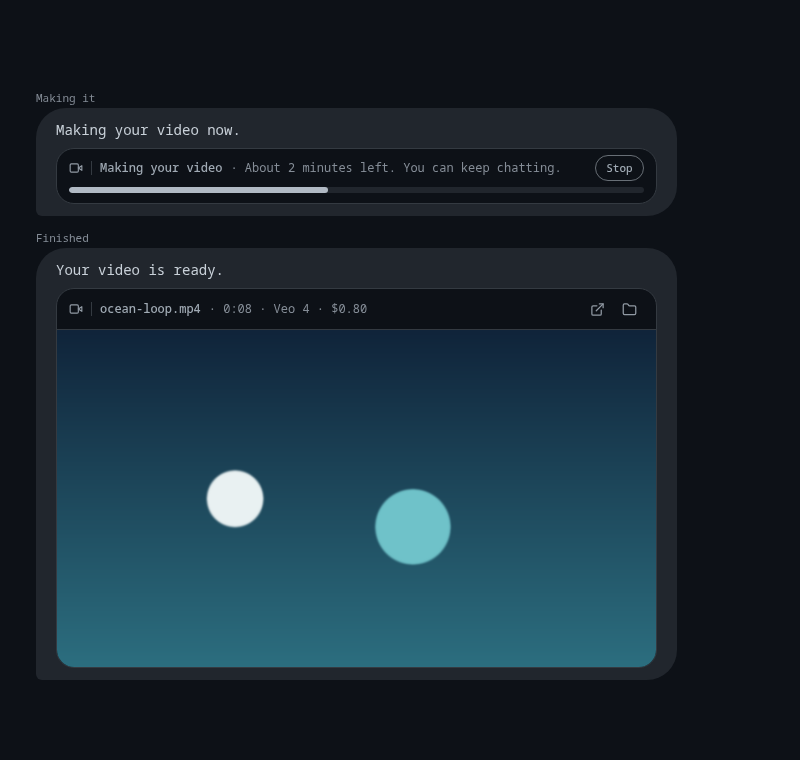 Making it
Making your video now.
Making your video · About 2 minutes left. You can keep chatting.
Stop
Finished
Your video is ready.
ocean-loop.mp4 · 0:08 · Veo 4 · $0.80